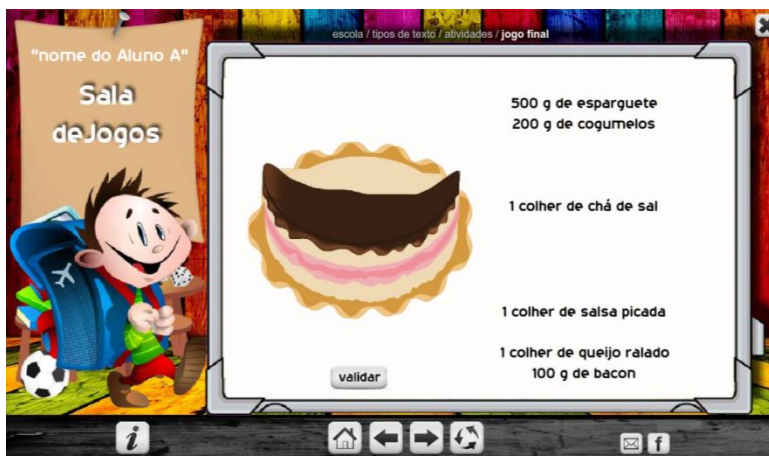 escola / tipos de texto / atividades / jogo final
"nome do Aluno A"
Sala
deJogos
500 g de esparguete
200 g de cogumelos
1 colher de chá de sal
1 colher de salsa picada
1 colher de queijo ralado
100 g de bacon
validar
i
f